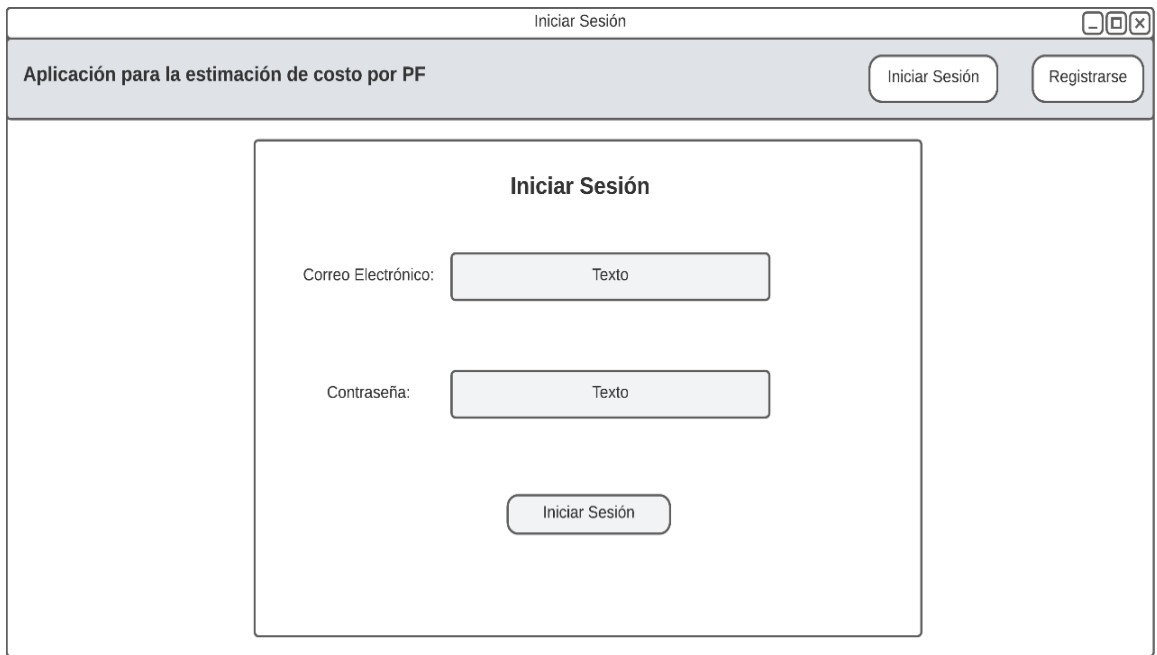 Iniciar Sesión
Aplicación para la estimación de costo por PF
Iniciar Sesión
Registrarse
Iniciar Sesión
Correo Electrónico:
Texto
Contraseña:
Texto
Iniciar Sesión